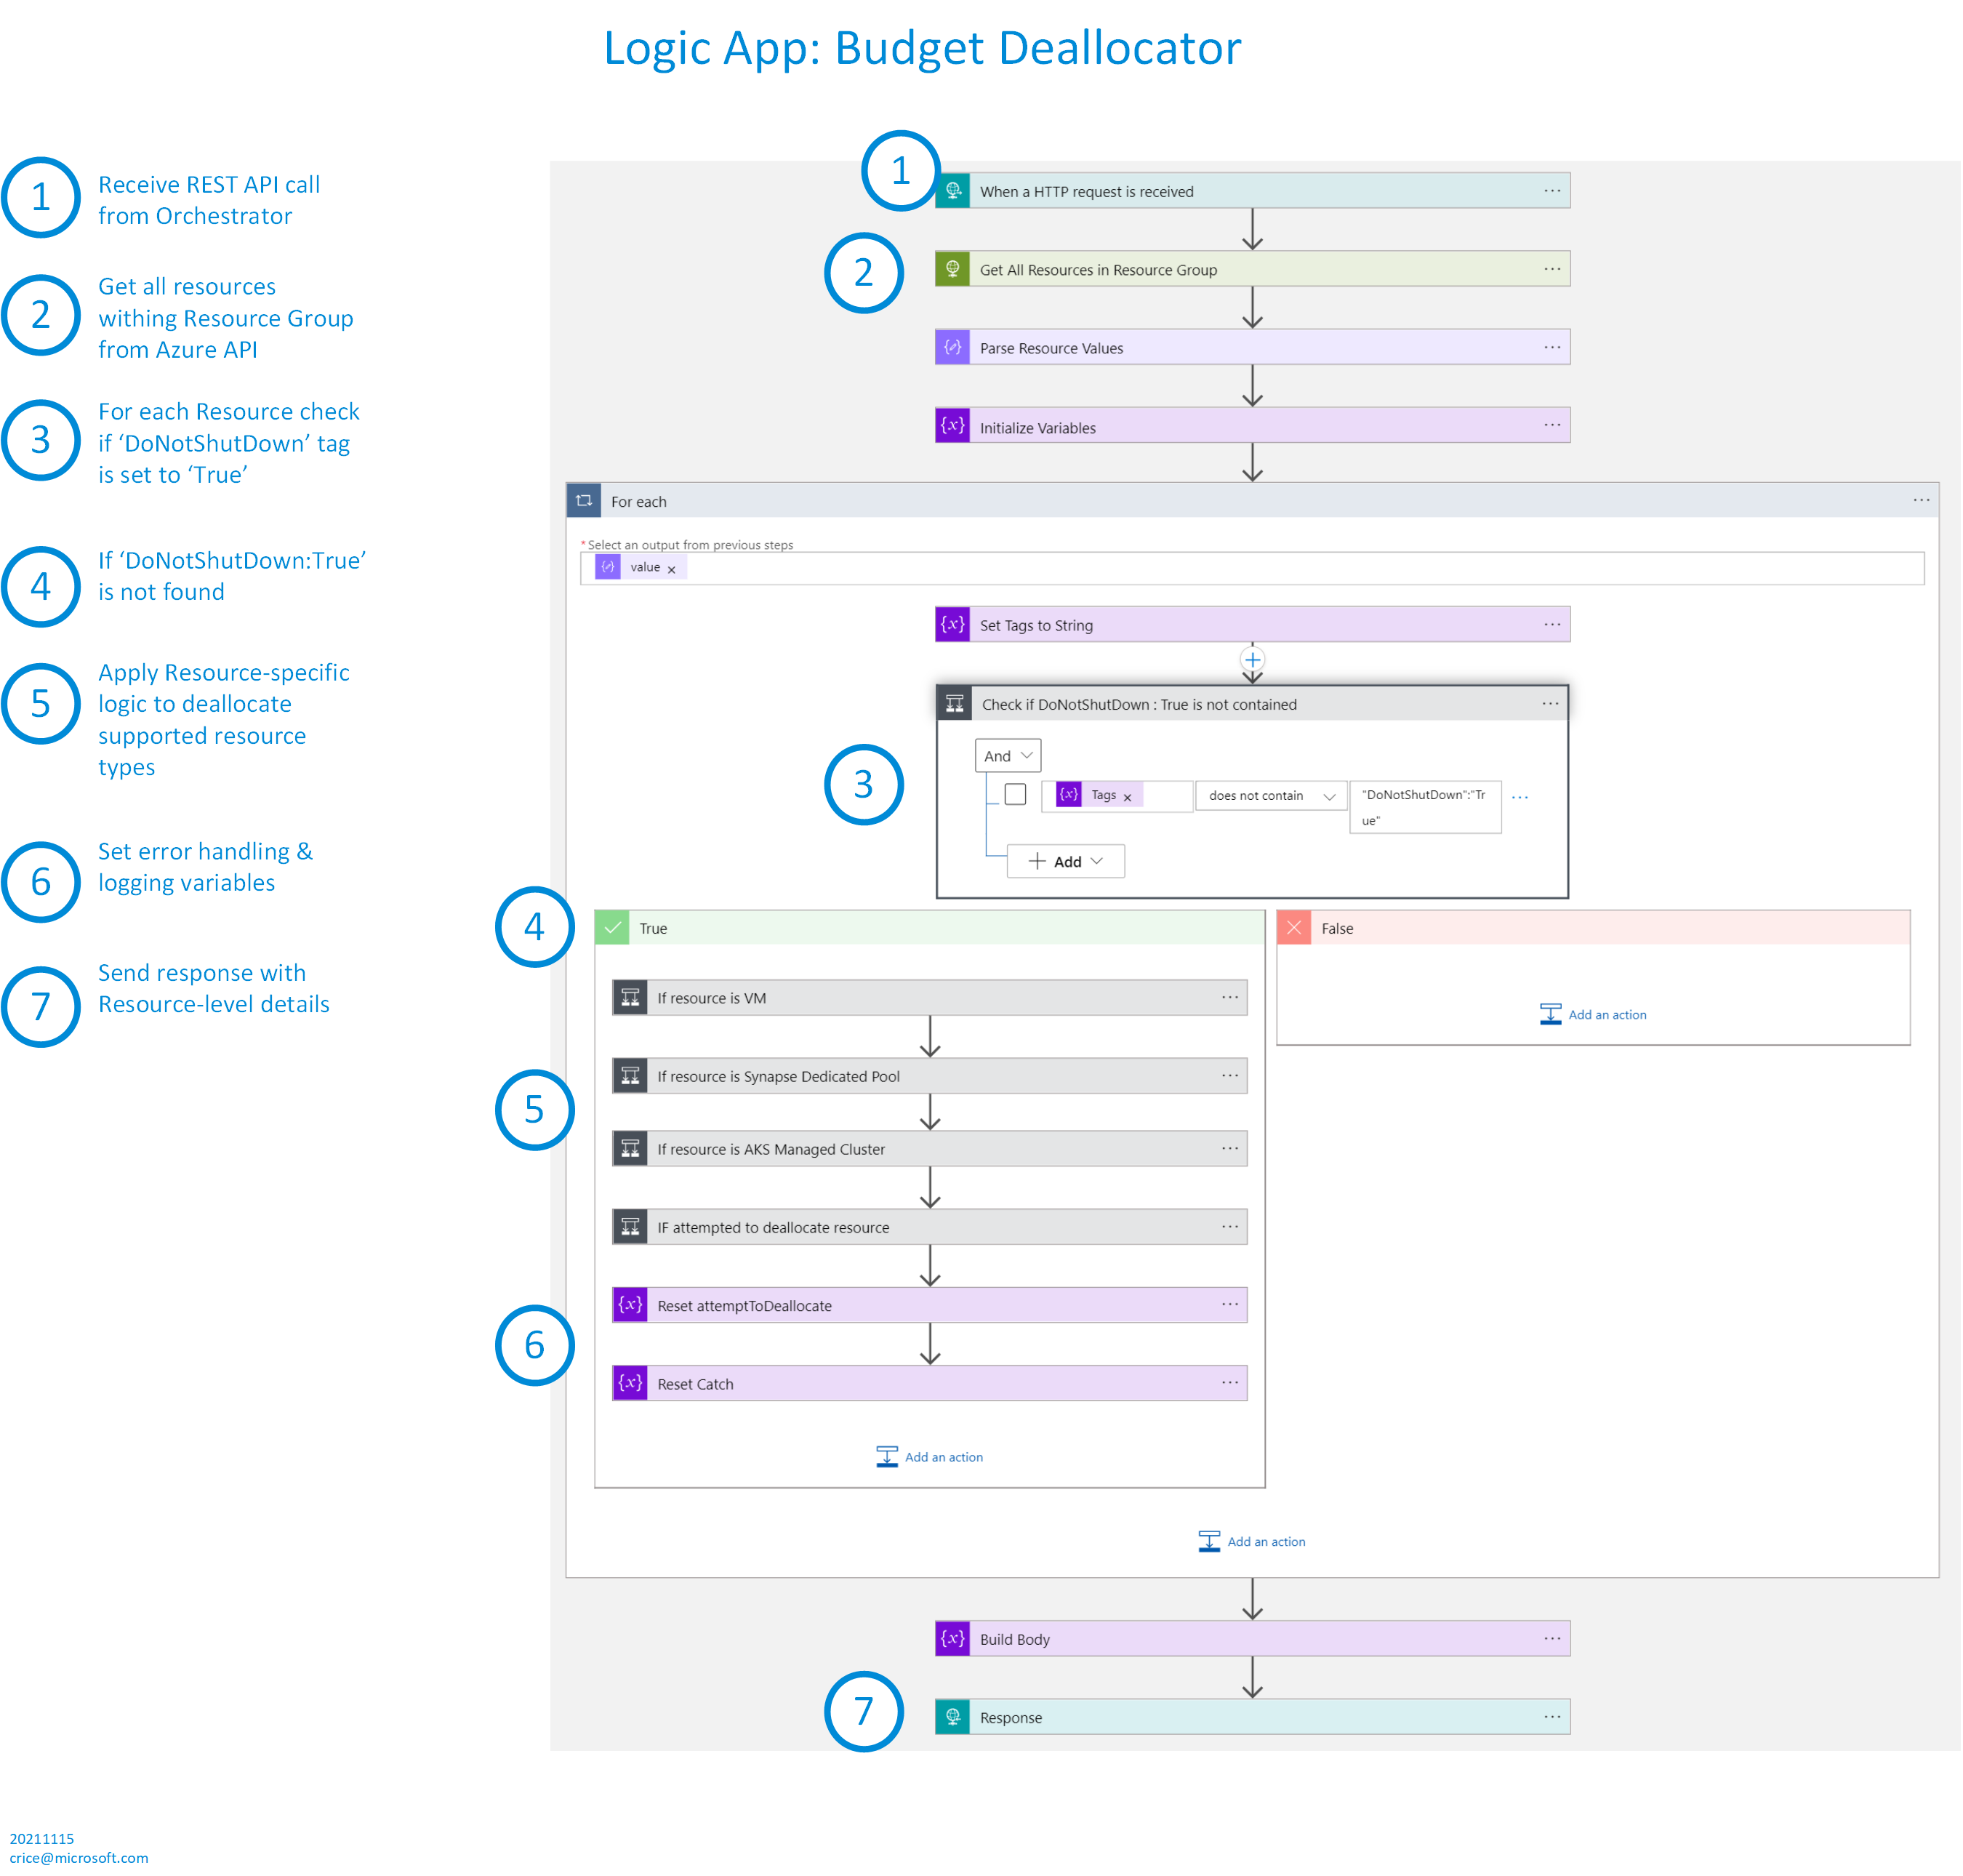 Logic App: Budget Deallocator
1
Receive REST API call
from Orchestrator
2
Get all resources
withing Resource Group
from Azure API
3
For each Resource check
if ‘DoNotShutDown’ tag
is set to ‘True’
4
If ‘DoNotShutDown:True’
is not found
5
Apply Resource-specific
logic to deallocate
supported resource
types
6
Set error handling &
logging variables
7
Send response with
Resource-level details
1
When a HTTP request is received
2
Get All Resources in Resource Group
Parse Resource Values
{x} Initialize Variables
For each
* Select an output from previous steps
value ×
{x} Set Tags to String
Check if DoNotShutDown : True is not contained
And
3
{x} Tags × does not contain "DoNotShutDown":"Tr
ue"
+ Add
4
True
False
If resource is VM
Add an action
If resource is Synapse Dedicated Pool
5
If resource is AKS Managed Cluster
IF attempted to deallocate resource
{x} Reset attemptToDeallocate
6
{x} Reset Catch
Add an action
Add an action
{x} Build Body
7
Response
20211115
crice@microsoft.com